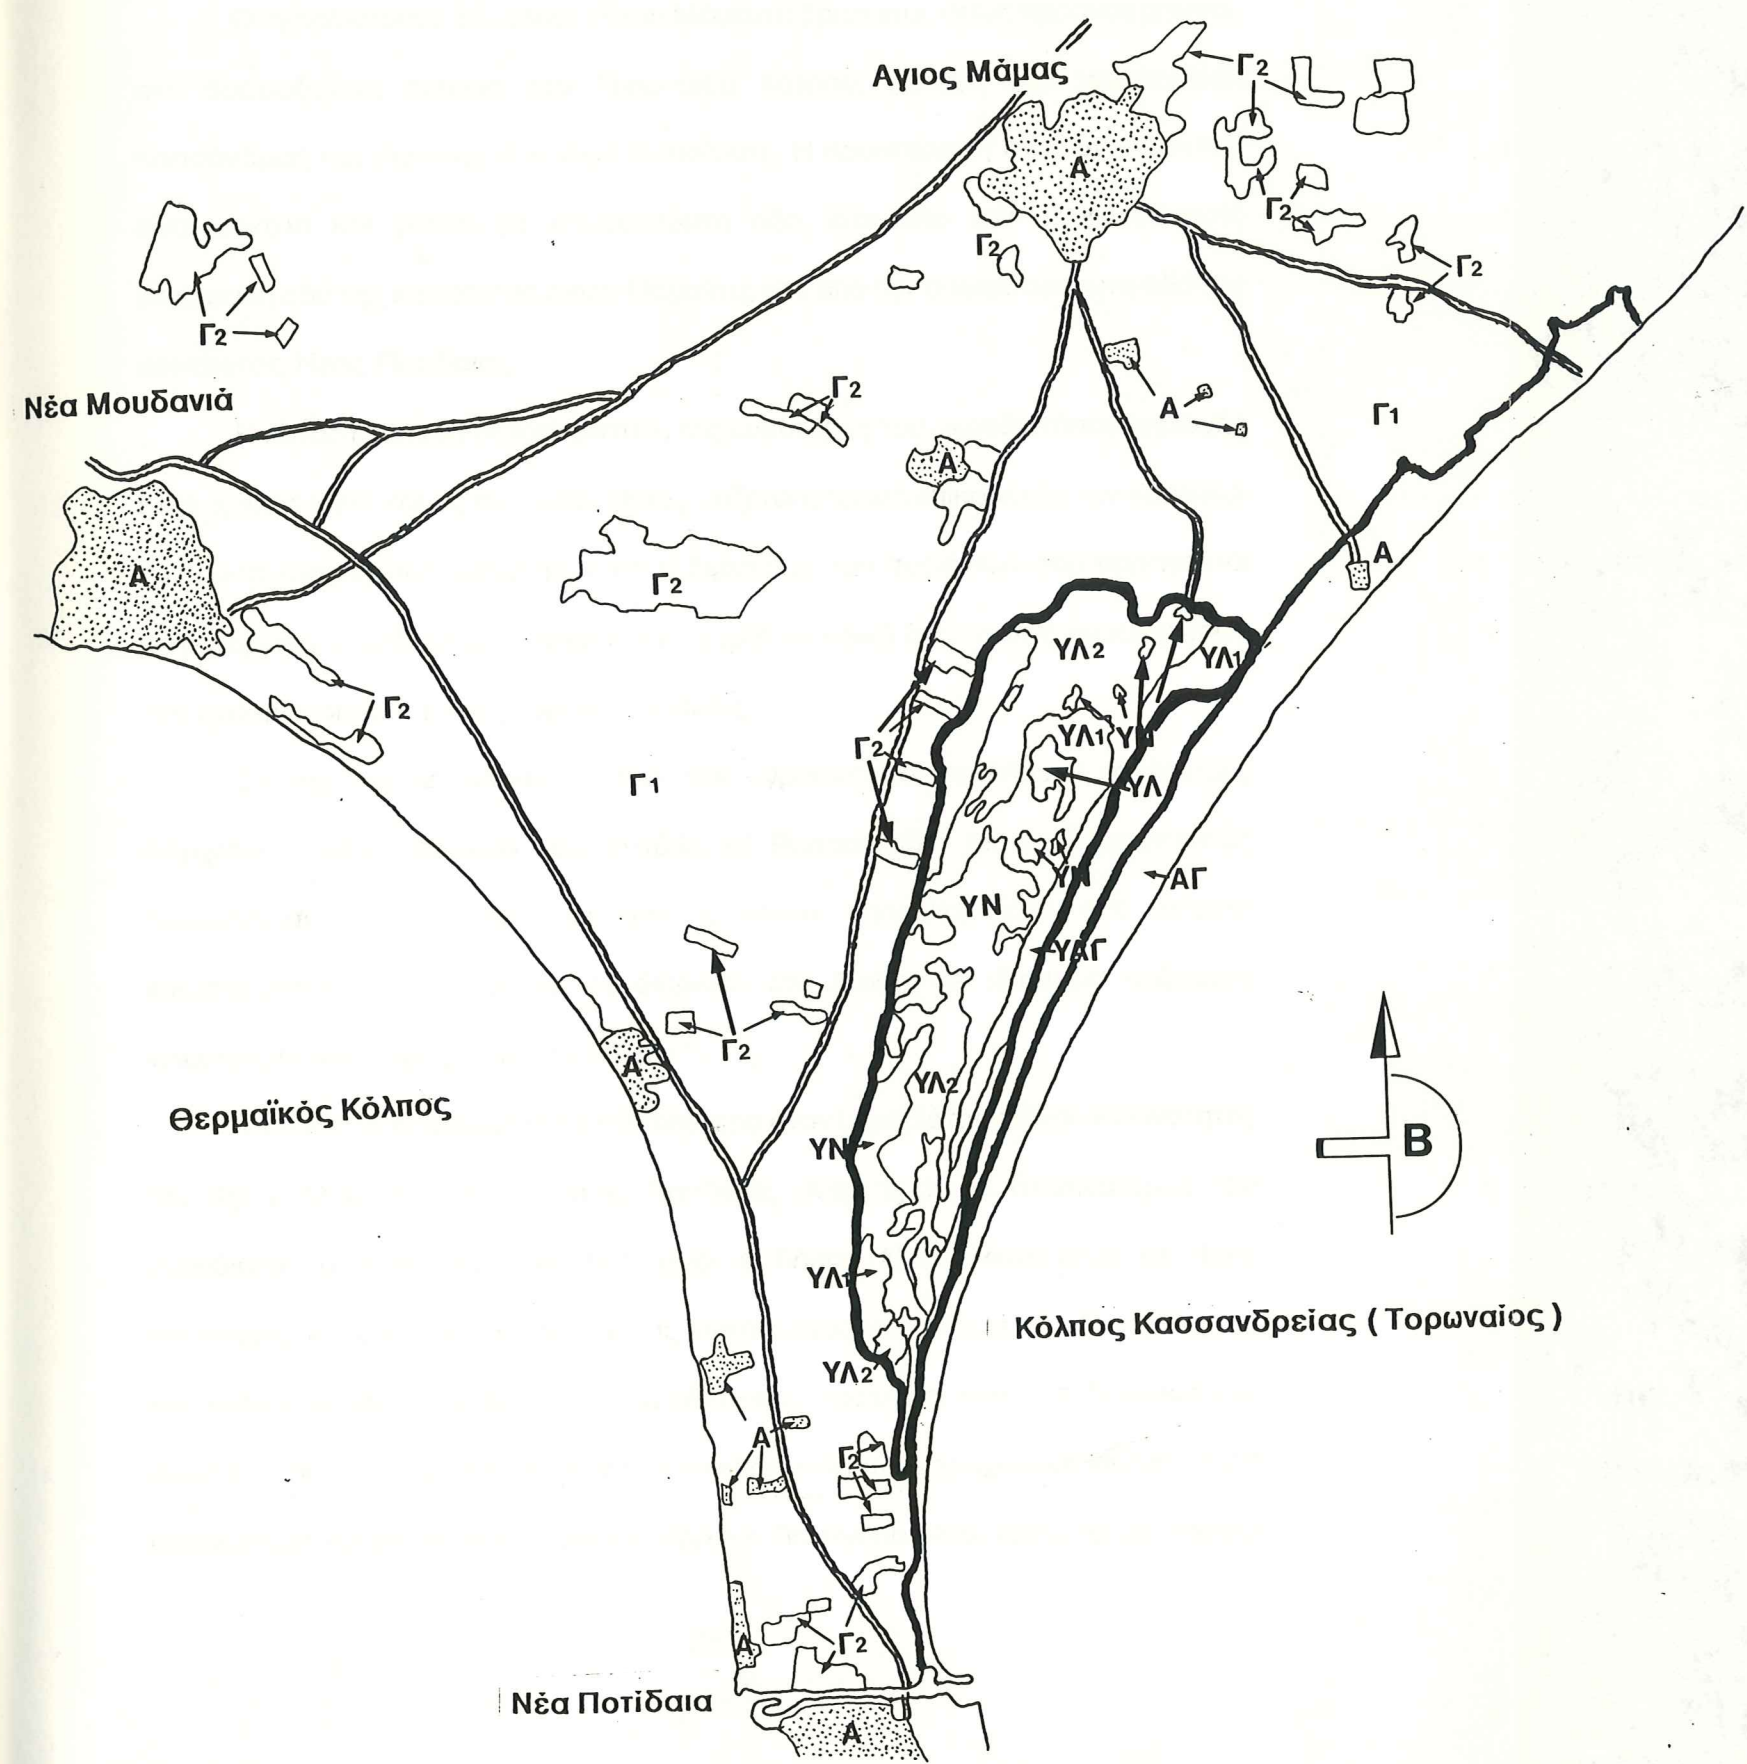 Αγιος Μάμας
Γ2
Α
Γ2
Γ2
Γ2
Γ2
Νέα Μουδανιά
Γ2
Α
Γ1
Α
Α
Α
Γ2
ΥΛ2
ΥΛ1
Γ2
ΥΛ1
ΥΝ
Γ2
Γ1
ΥΛ
ΥΝ
ΑΓ
ΥΝ
ΥΑΓ
Γ2
Α
ΥΛ2
Θερμαϊκός Κόλπος
ΥΝ
Β
ΥΛ1
Κόλπος Κασσανδρείας ( Τορωναίος )
ΥΛ2
Α
Γ2
Α
Γ2
Νέα Ποτίδαια
Α